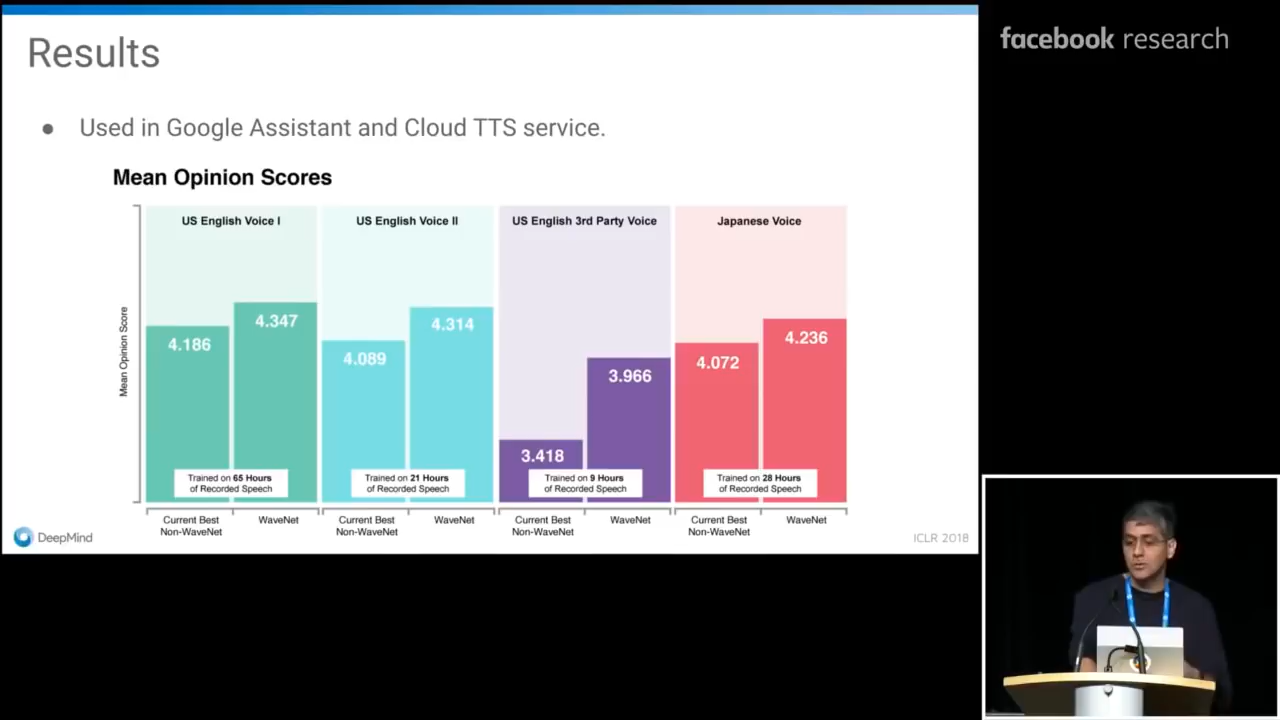 Results
facebook research
● Used in Google Assistant and Cloud TTS service.
Mean Opinion Scores
US English Voice I
US English Voice II
US English 3rd Party Voice
Japanese Voice
Mean Opinion Score
4.186
4.347
4.089
4.314
3.418
3.966
4.072
4.236
Trained on 65 Hours
of Recorded Speech
Trained on 21 Hours
of Recorded Speech
Trained on 9 Hours
of Recorded Speech
Trained on 28 Hours
of Recorded Speech
Current Best
Non-WaveNet
WaveNet
Current Best
Non-WaveNet
WaveNet
Current Best
Non-WaveNet
WaveNet
Current Best
Non-WaveNet
WaveNet
DeepMind
ICLR 2018